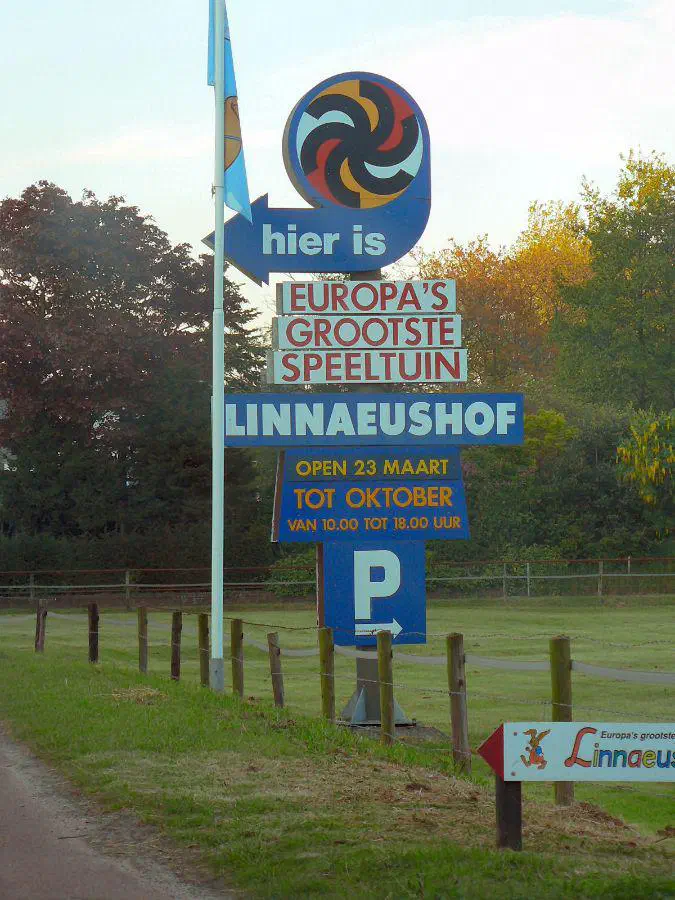 hier is
EUROPA'S
GROOTSTE
SPEELTUIN
LINNAEUSHOF
OPEN 23 MAART
TOT OKTOBER
VAN 10.00 TOT 18.00 UUR
P
Europa's grootste
Linnaeus